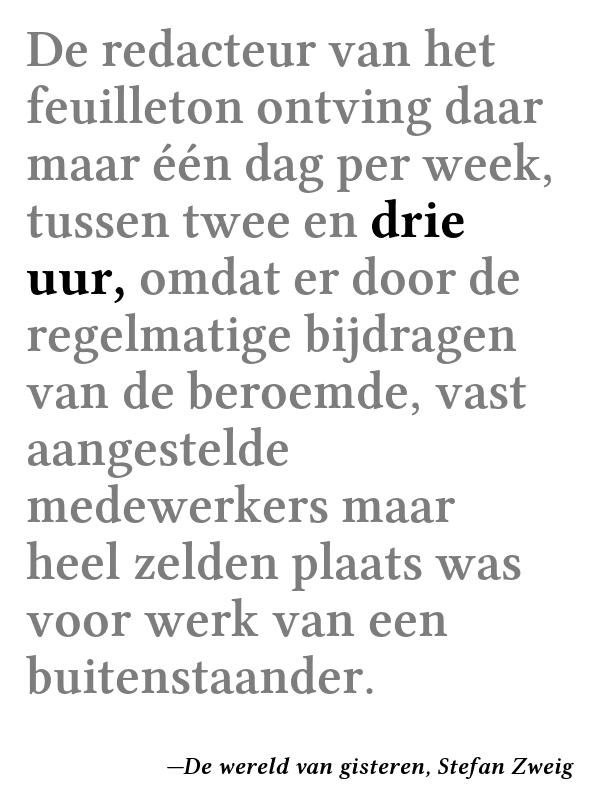 De redacteur van het
feuilleton ontving daar
maar één dag per week,
tussen twee en drie
uur, omdat er door de
regelmatige bijdragen
van de beroemde, vast
aangestelde
medewerkers maar
heel zelden plaats was
voor werk van een
buitenstaander.
—De wereld van gisteren, Stefan Zweig